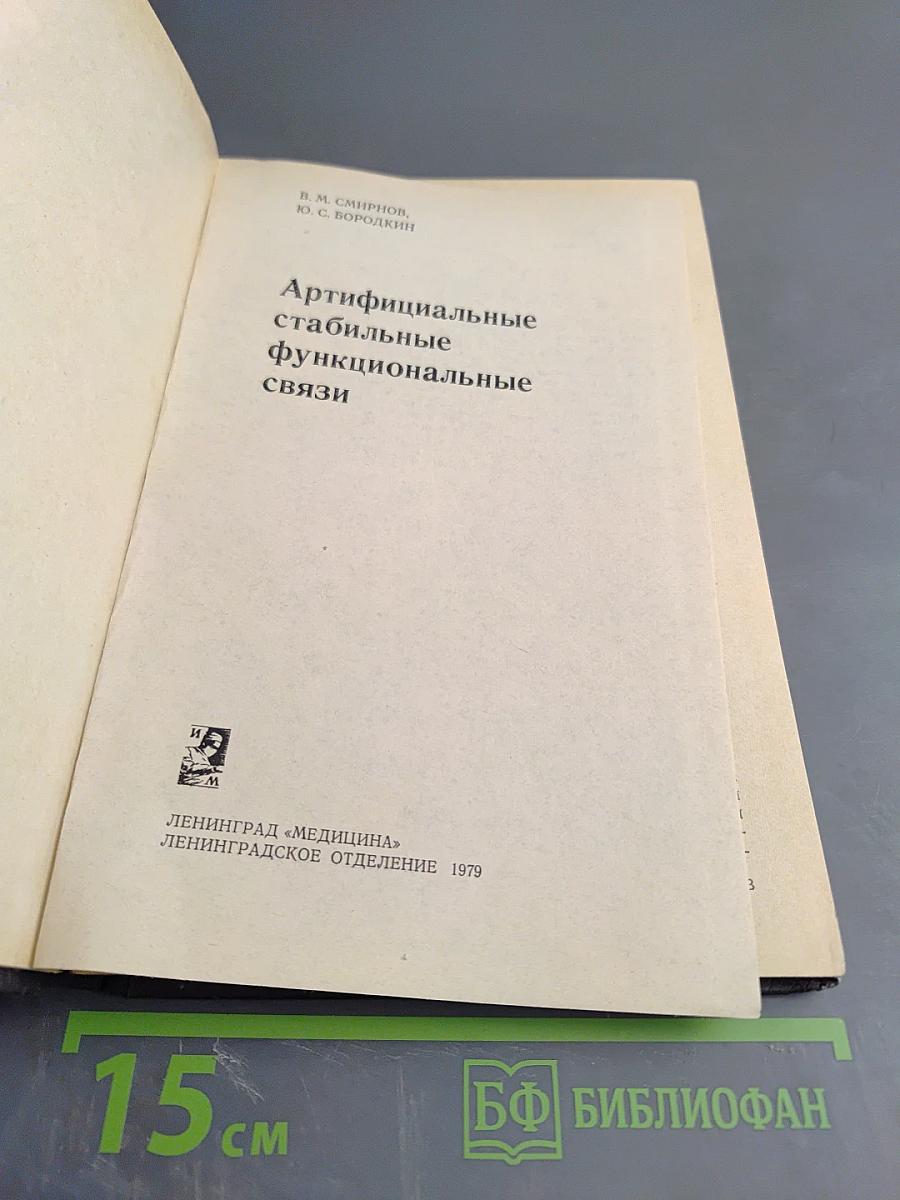 В. М. СМИРНОВ,
Ю. С. БОРОДКИН
Артифициальные
стабильные
функциональные
связи
И
М
ЛЕНИНГРАД «МЕДИЦИНА»
ЛЕНИНГРАДСКОЕ ОТДЕЛЕНИЕ 1979
в
15 см
БФ БИБЛИОФАН